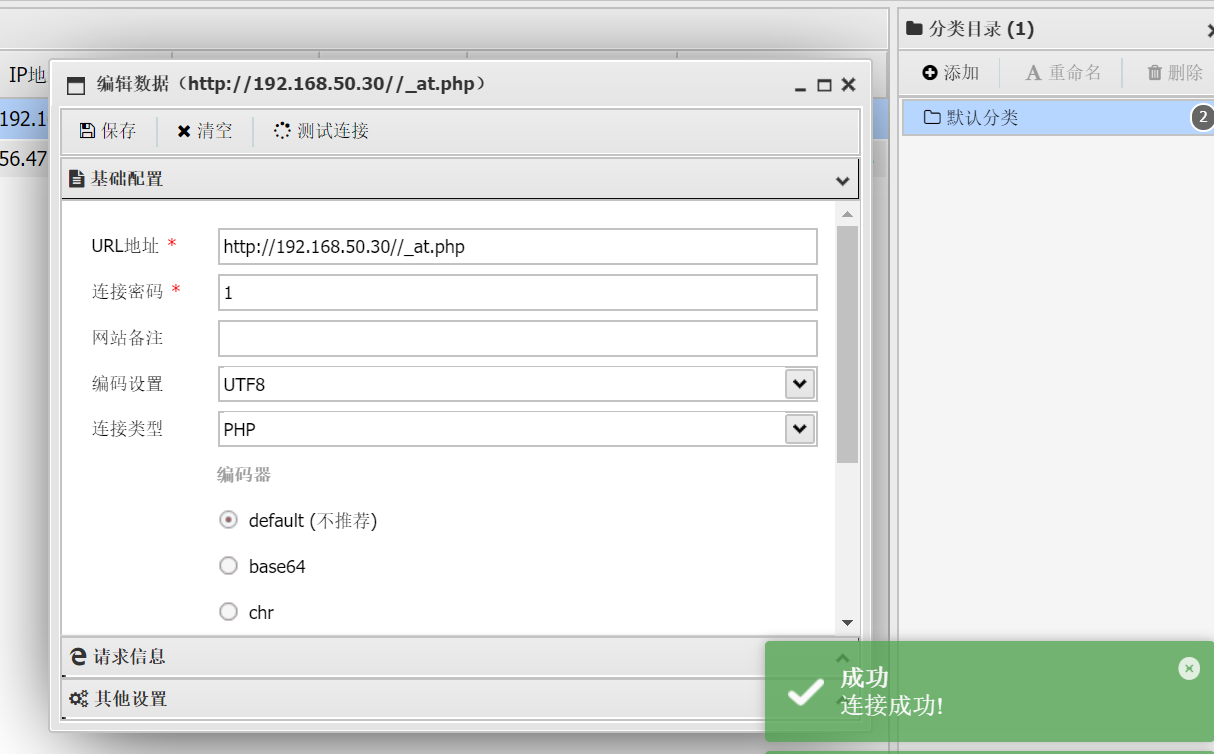 分类目录 (1)
添加 重命名 删除
默认分类 2
IP地
192.1
56.47
编辑数据（http://192.168.50.30//_at.php）
保存 清空 测试连接
基础配置
URL地址 * http://192.168.50.30//_at.php
连接密码 * 1
网站备注
编码设置 UTF8
连接类型 PHP
编码器
default (不推荐)
base64
chr
请求信息
其他设置
成功
连接成功!